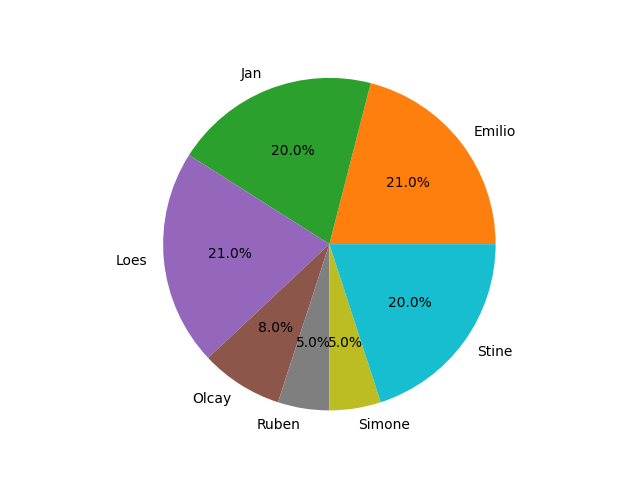 Jan
Emilio
20.0%
21.0%
Loes
21.0%
20.0%
8.0%
5.0%
5.0%
Stine
Olcay
Ruben
Simone